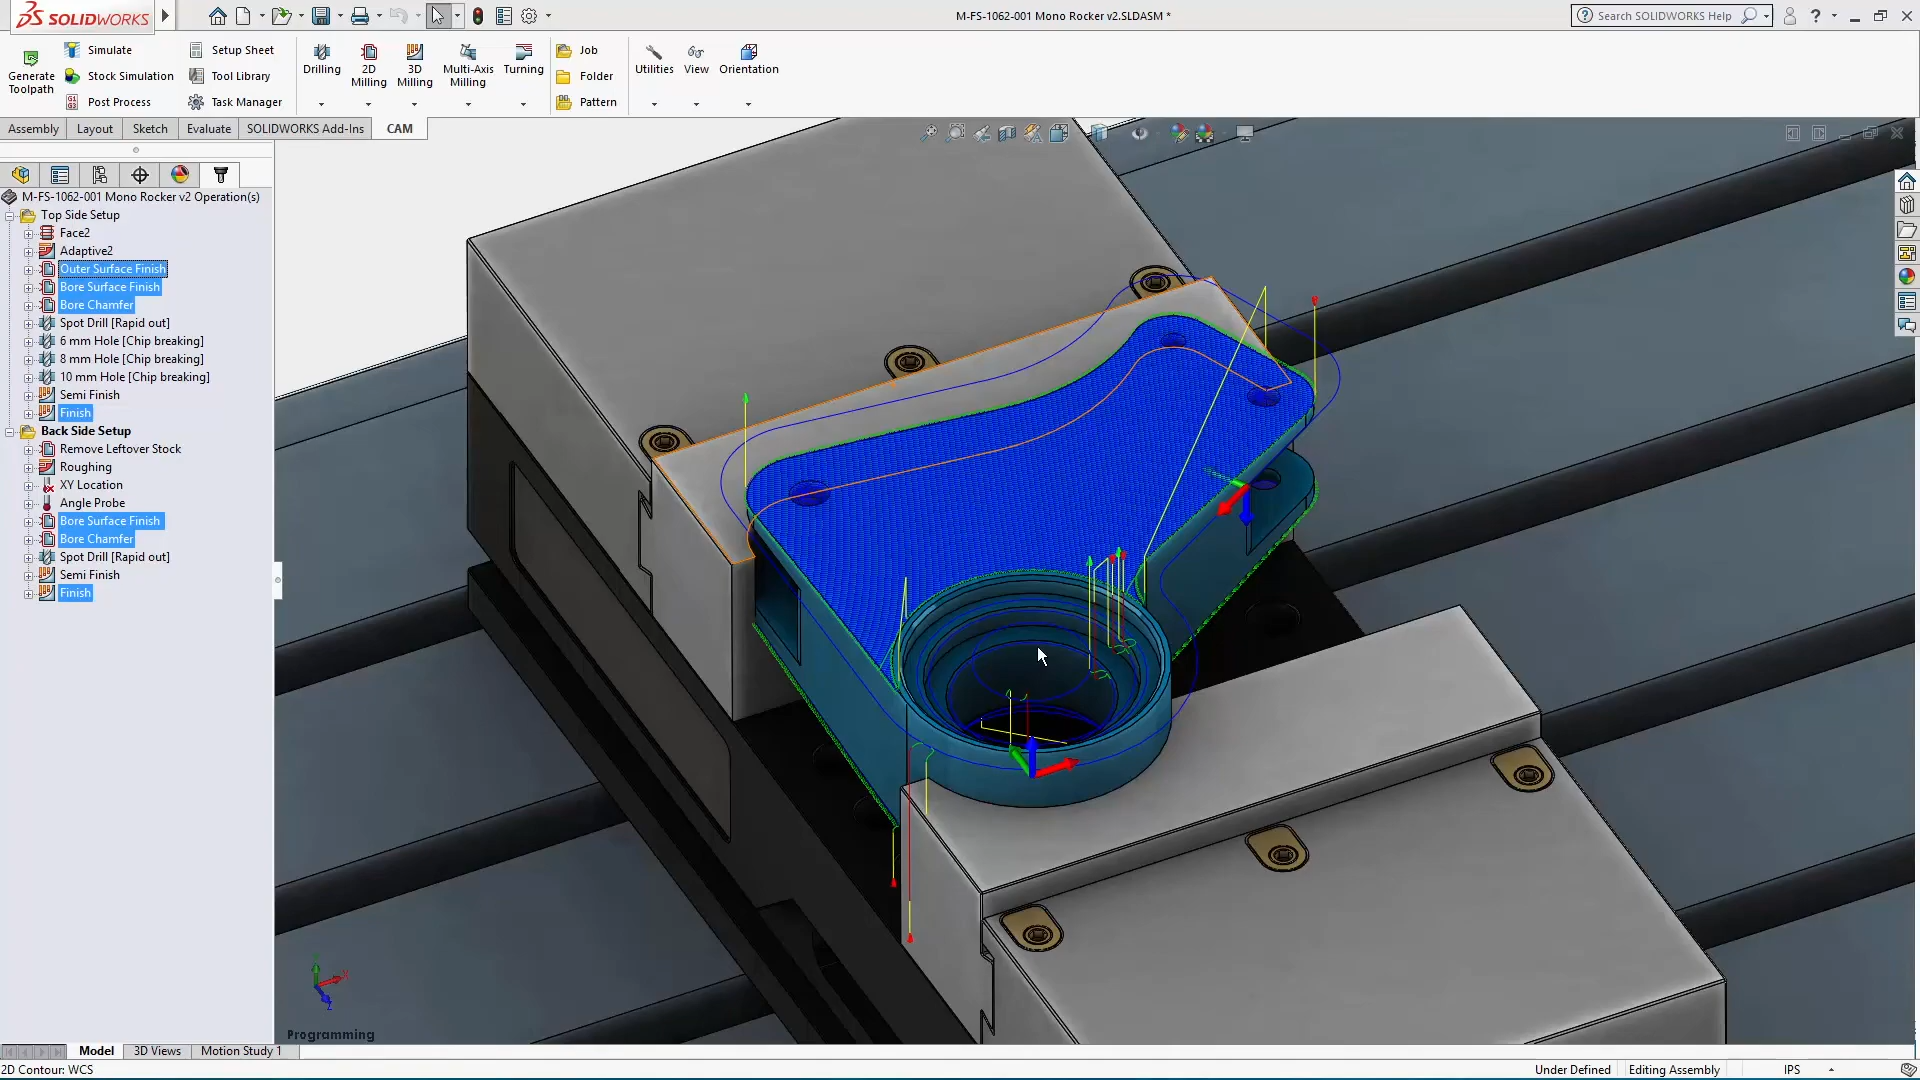 SOLIDWORKS
M-FS-1062-001 Mono Rocker v2.SLDASM *
Search SOLIDWORKS Help
?
Generate Toolpath
Simulate
Stock Simulation
G1
G2
Post Process
Setup Sheet
Tool Library
Task Manager
Drilling
2D Milling
3D Milling
Multi-Axis Milling
Turning
Job
Folder
Pattern
Utilities
View
Orientation
Assembly
Layout
Sketch
Evaluate
SOLIDWORKS Add-Ins
CAM
M-FS-1062-001 Mono Rocker v2 Operation(s)
Top Side Setup
Face2
Adaptive2
Outer Surface Finish
Bore Surface Finish
Bore Chamfer
Spot Drill [Rapid out]
6 mm Hole [Chip breaking]
8 mm Hole [Chip breaking]
10 mm Hole [Chip breaking]
Semi Finish
Finish
Back Side Setup
Remove Leftover Stock
Roughing
XY Location
Angle Probe
Bore Surface Finish
Bore Chamfer
Spot Drill [Rapid out]
Semi Finish
Finish
Programming
Model
3D Views
Motion Study 1
2D Contour: WCS
Under Defined
Editing Assembly
IPS